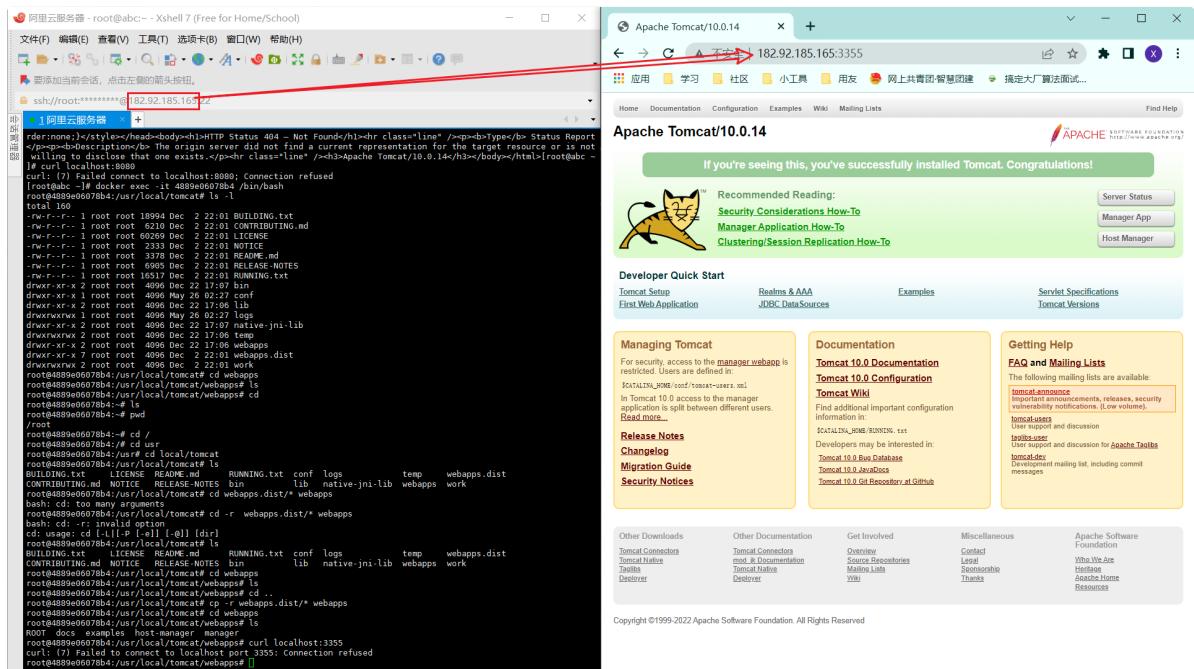 阿里云服务器 - root@abc:~ - Xshell 7 (Free for Home/School)
文件(F) 编辑(E) 查看(V) 工具(T) 选项卡(B) 窗口(W) 帮助(H)
要添加当前会话，点击左侧的箭头按钮。
ssh://root:*********@182.92.185.165:22
会话管理器
1 阿里云服务器 × +
rder:none;}</style></head><body><h1>HTTP Status 404 – Not Found</h1><hr class="line" /><p><b>Type</b> Status Report
</p><p><b>Description</b> The origin server did not find a current representation for the target resource or is not
willing to disclose that one exists.</p><hr class="line" /><h3>Apache Tomcat/10.0.14</h3></body></html>[root@abc ~
]# curl localhost:8080
curl: (7) Failed connect to localhost:8080; Connection refused
[root@abc ~]# docker exec -it 4889e06078b4 /bin/bash
root@4889e06078b4:/usr/local/tomcat# ls -l
total 160
-rw-r--r-- 1 root root 18994 Dec  2 22:01 BUILDING.txt
-rw-r--r-- 1 root root  6210 Dec  2 22:01 CONTRIBUTING.md
-rw-r--r-- 1 root root 60269 Dec  2 22:01 LICENSE
-rw-r--r-- 1 root root  2333 Dec  2 22:01 NOTICE
-rw-r--r-- 1 root root  3378 Dec  2 22:01 README.md
-rw-r--r-- 1 root root  6905 Dec  2 22:01 RELEASE-NOTES
-rw-r--r-- 1 root root 16517 Dec  2 22:01 RUNNING.txt
drwxr-xr-x 2 root root  4096 Dec 22 17:07 bin
drwxr-xr-x 1 root root  4096 May 26 02:27 conf
drwxr-xr-x 2 root root  4096 Dec 22 17:06 lib
drwxrwxrwx 1 root root  4096 May 26 02:27 logs
drwxr-xr-x 2 root root  4096 Dec 22 17:07 native-jni-lib
drwxrwxrwx 2 root root  4096 Dec 22 17:06 temp
drwxr-xr-x 2 root root  4096 Dec 22 17:06 webapps
drwxr-xr-x 7 root root  4096 Dec  2 22:01 webapps.dist
drwxrwxrwx 2 root root  4096 Dec  2 22:01 work
root@4889e06078b4:/usr/local/tomcat# cd webapps
root@4889e06078b4:/usr/local/tomcat/webapps# ls
root@4889e06078b4:/usr/local/tomcat/webapps# cd
root@4889e06078b4:~# ls
root@4889e06078b4:~# pwd
/root
root@4889e06078b4:~# cd /
root@4889e06078b4:/# cd usr
root@4889e06078b4:/usr# cd local/tomcat
root@4889e06078b4:/usr/local/tomcat# ls
BUILDING.txt     LICENSE  README.md      RUNNING.txt  conf  logs            temp     webapps.dist
CONTRIBUTING.md  NOTICE   RELEASE-NOTES  bin          lib   native-jni-lib  webapps  work
root@4889e06078b4:/usr/local/tomcat# cd webapps.dist/* webapps
bash: cd: too many arguments
root@4889e06078b4:/usr/local/tomcat# cd -r  webapps.dist/* webapps
bash: cd: -r: invalid option
cd: usage: cd [-L|[-P [-e]] [-@]] [dir]
root@4889e06078b4:/usr/local/tomcat# ls
BUILDING.txt     LICENSE  README.md      RUNNING.txt  conf  logs            temp     webapps.dist
CONTRIBUTING.md  NOTICE   RELEASE-NOTES  bin          lib   native-jni-lib  webapps  work
root@4889e06078b4:/usr/local/tomcat# cd webapps
root@4889e06078b4:/usr/local/tomcat/webapps# ls
root@4889e06078b4:/usr/local/tomcat/webapps# cd ..
root@4889e06078b4:/usr/local/tomcat# cp -r webapps.dist/* webapps
root@4889e06078b4:/usr/local/tomcat# cd webapps
root@4889e06078b4:/usr/local/tomcat/webapps# ls
ROOT  docs  examples  host-manager  manager
root@4889e06078b4:/usr/local/tomcat/webapps# curl localhost:3355
curl: (7) Failed to connect to localhost port 3355: Connection refused
root@4889e06078b4:/usr/local/tomcat/webapps#
Apache Tomcat/10.0.14
不安全 182.92.185.165:3355
X
应用 学习 社区 小工具 用友 网上共青团·智慧团建 搞定大厂算法面试...
Home Documentation Configuration Examples Wiki Mailing Lists Find Help
Apache Tomcat/10.0.14
APACHE SOFTWARE FOUNDATION
http://www.apache.org/
If you're seeing this, you've successfully installed Tomcat. Congratulations!
TM
Recommended Reading:
Security Considerations How-To
Manager Application How-To
Clustering/Session Replication How-To
Server Status
Manager App
Host Manager
Developer Quick Start
Tomcat Setup
First Web Application
Realms & AAA
JDBC DataSources
Examples
Servlet Specifications
Tomcat Versions
Managing Tomcat
For security, access to the manager webapp is
restricted. Users are defined in:
$CATALINA_HOME/conf/tomcat-users.xml
In Tomcat 10.0 access to the manager
application is split between different users.
Read more...
Release Notes
Changelog
Migration Guide
Security Notices
Documentation
Tomcat 10.0 Documentation
Tomcat 10.0 Configuration
Tomcat Wiki
Find additional important configuration
information in:
$CATALINA_HOME/RUNNING.txt
Developers may be interested in:
Tomcat 10.0 Bug Database
Tomcat 10.0 JavaDocs
Tomcat 10.0 Git Repository at GitHub
Getting Help
FAQ and Mailing Lists
The following mailing lists are available:
tomcat-announce
Important announcements, releases, security
vulnerability notifications. (Low volume).
tomcat-users
User support and discussion
taglibs-user
User support and discussion for Apache Taglibs
tomcat-dev
Development mailing list, including commit
messages
Other Downloads
Tomcat Connectors
Tomcat Native
Taglibs
Deployer
Other Documentation
Tomcat Connectors
mod_jk Documentation
Tomcat Native
Deployer
Get Involved
Overview
Source Repositories
Mailing Lists
Wiki
Miscellaneous
Contact
Legal
Sponsorship
Thanks
Apache Software
Foundation
Who We Are
Heritage
Apache Home
Resources
Copyright ©1999-2022 Apache Software Foundation. All Rights Reserved